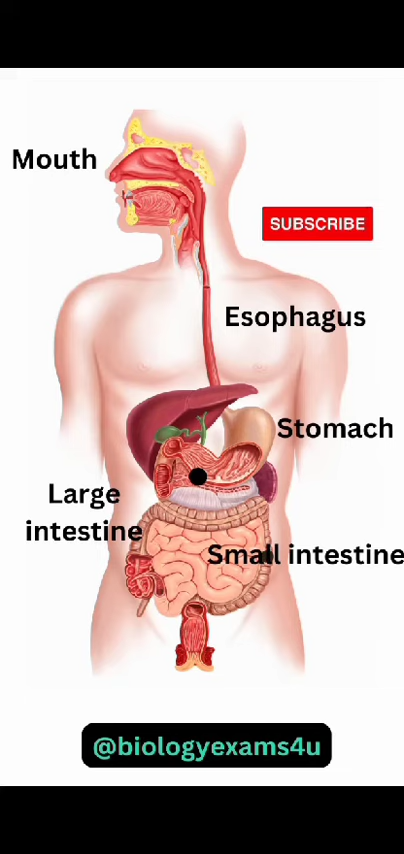 Mouth
SUBSCRIBE
Esophagus
Stomach
Large
intestine
Small intestine
@biologyexams4u